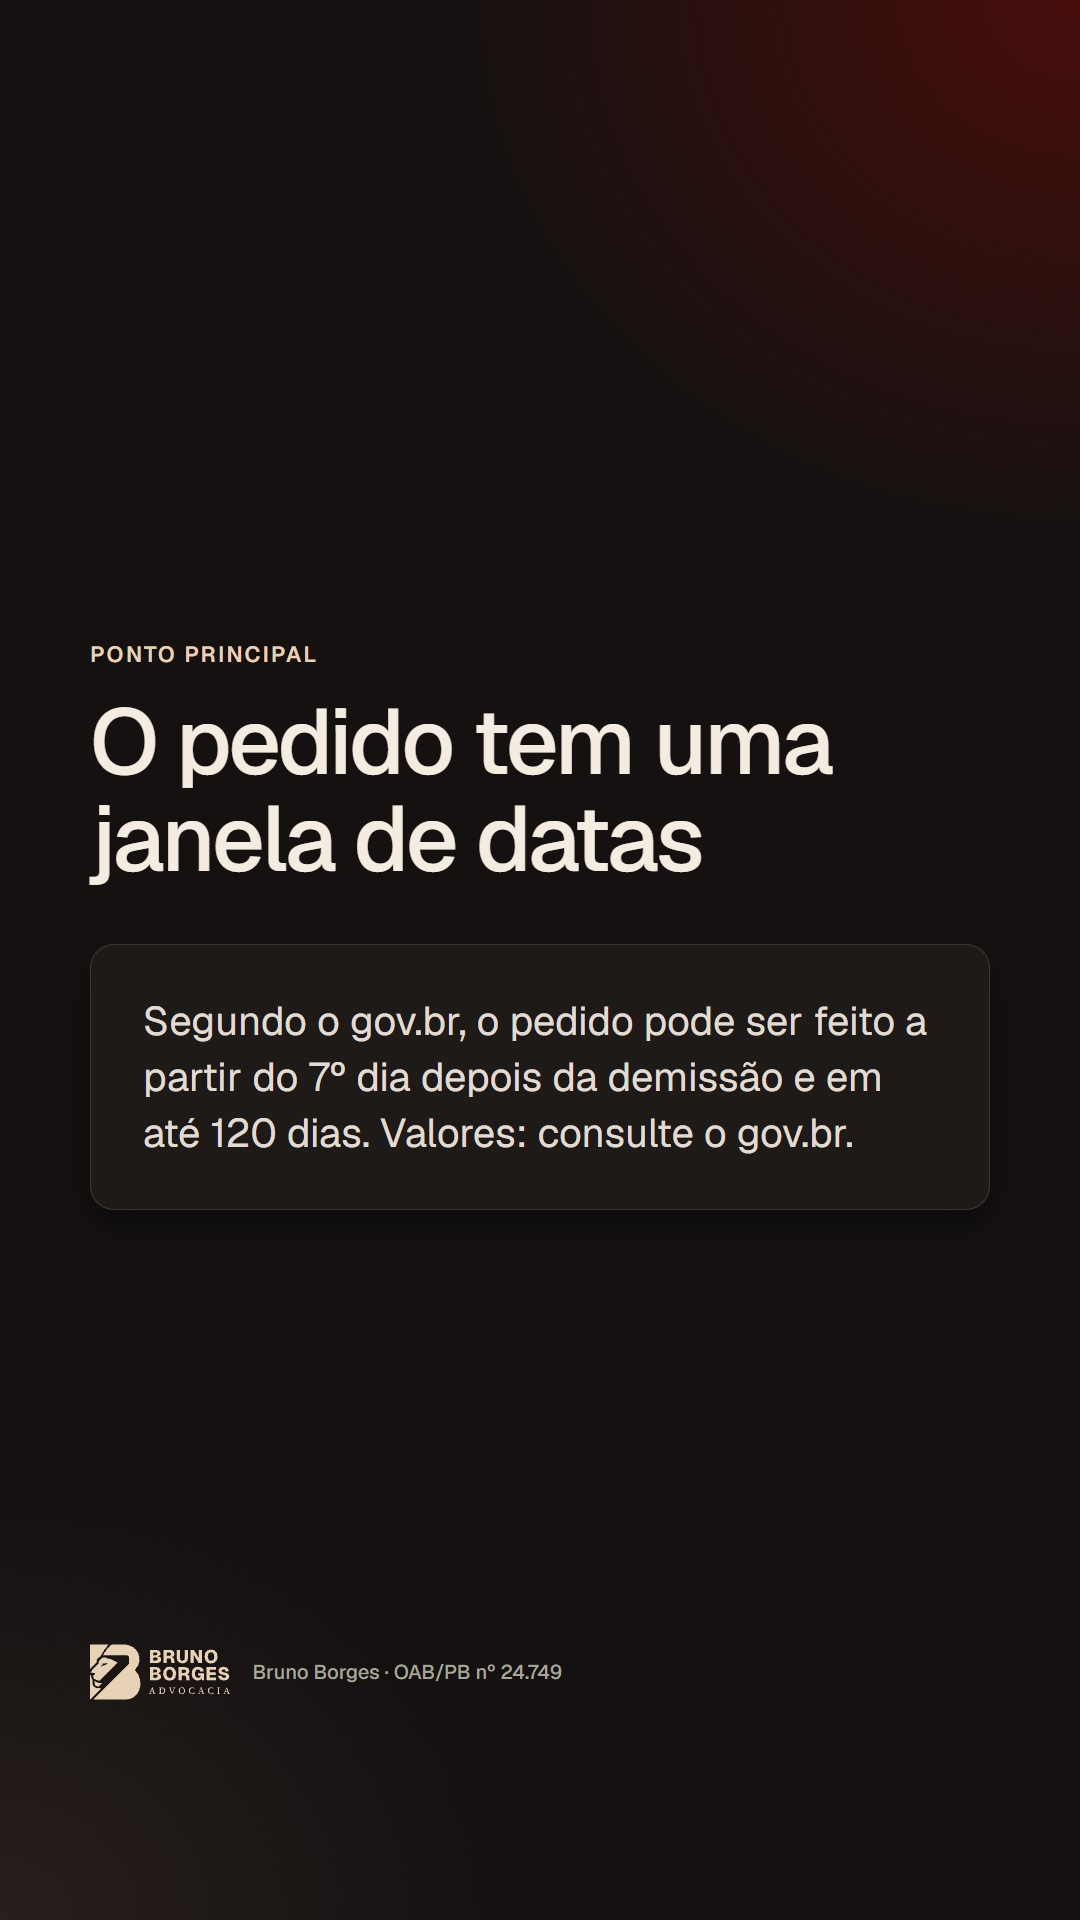 PONTO PRINCIPAL
O pedido tem uma
janela de datas
Segundo o gov.br, o pedido pode ser feito a
partir do 7º dia depois da demissão e em
até 120 dias. Valores: consulte o gov.br.
BRUNO
BORGES
ADVOCACIA
Bruno Borges · OAB/PB nº 24.749